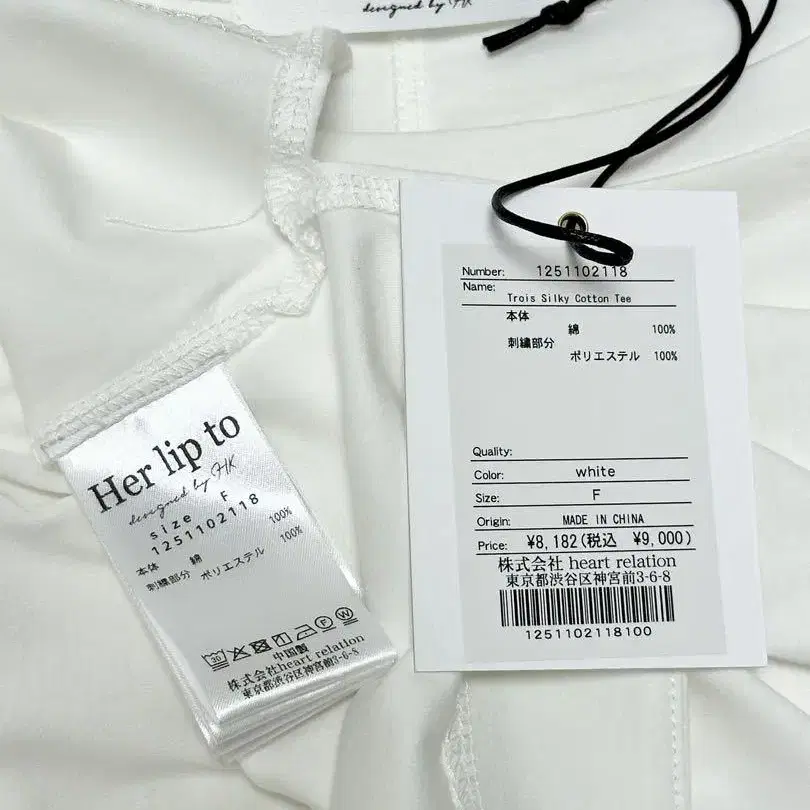 designed by HK
Number: 1251102118
Name:
Trois Silky Cotton Tee
本体
綿 100%
刺繍部分
ポリエステル 100%
Quality:
Color: white
Size: F
Origin: MADE IN CHINA
Price: ¥8,182(税込 ¥9,000)
株式会社 heart relation
東京都渋谷区神宮前3-6-8
1251102118100
Her lip to
designed by HK
size F
1251102118
本体 綿 100%
刺繍部分 ポリエステル 100%
30 F W
中国製
株式会社heart relation
東京都渋谷区神宮前3-6-8